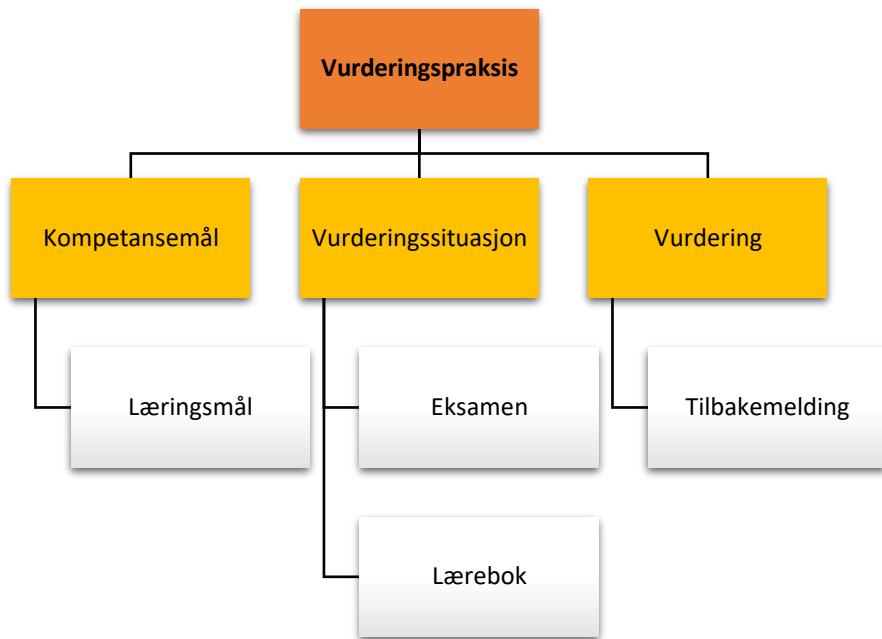 Vurderingspraksis
Kompetansemål
Vurderingssituasjon
Vurdering
Læringsmål
Eksamen
Tilbakemelding
Lærebok